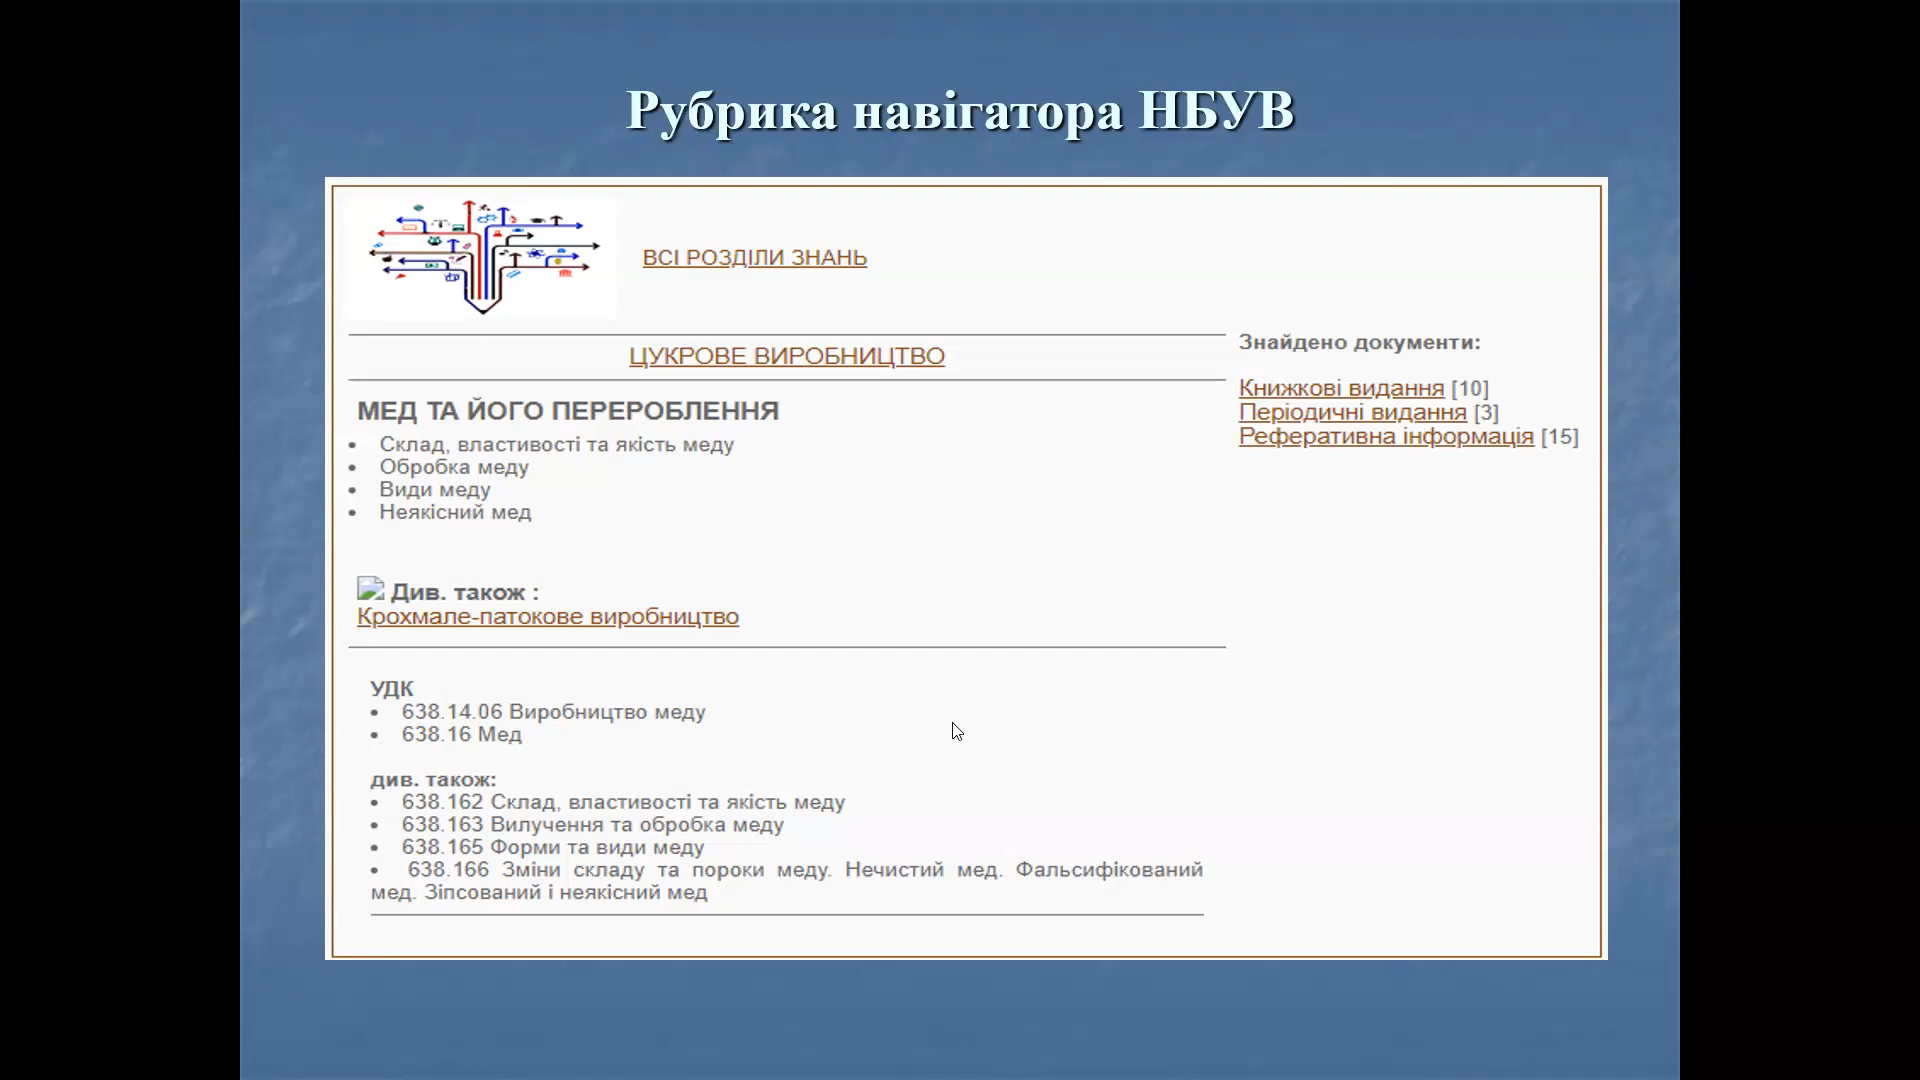 Рубрика навігатора НБУВ
ВСІ РОЗДІЛИ ЗНАНЬ
ЦУКРОВЕ ВИРОБНИЦТВО
МЕД ТА ЙОГО ПЕРЕРОБЛЕННЯ
• Склад, властивості та якість меду
• Обробка меду
• Види меду
• Неякісний мед
Див. також :
Крохмале-патокове виробництво
УДК
• 638.14.06 Виробництво меду
• 638.16 Мед
див. також:
• 638.162 Склад, властивості та якість меду
• 638.163 Вилучення та обробка меду
• 638.165 Форми та види меду
• 638.166 Зміни складу та пороки меду. Нечистий мед. Фальсифікований
мед. Зіпсований і неякісний мед
Знайдено документи:
Книжкові видання [10]
Періодичні видання [3]
Реферативна інформація [15]